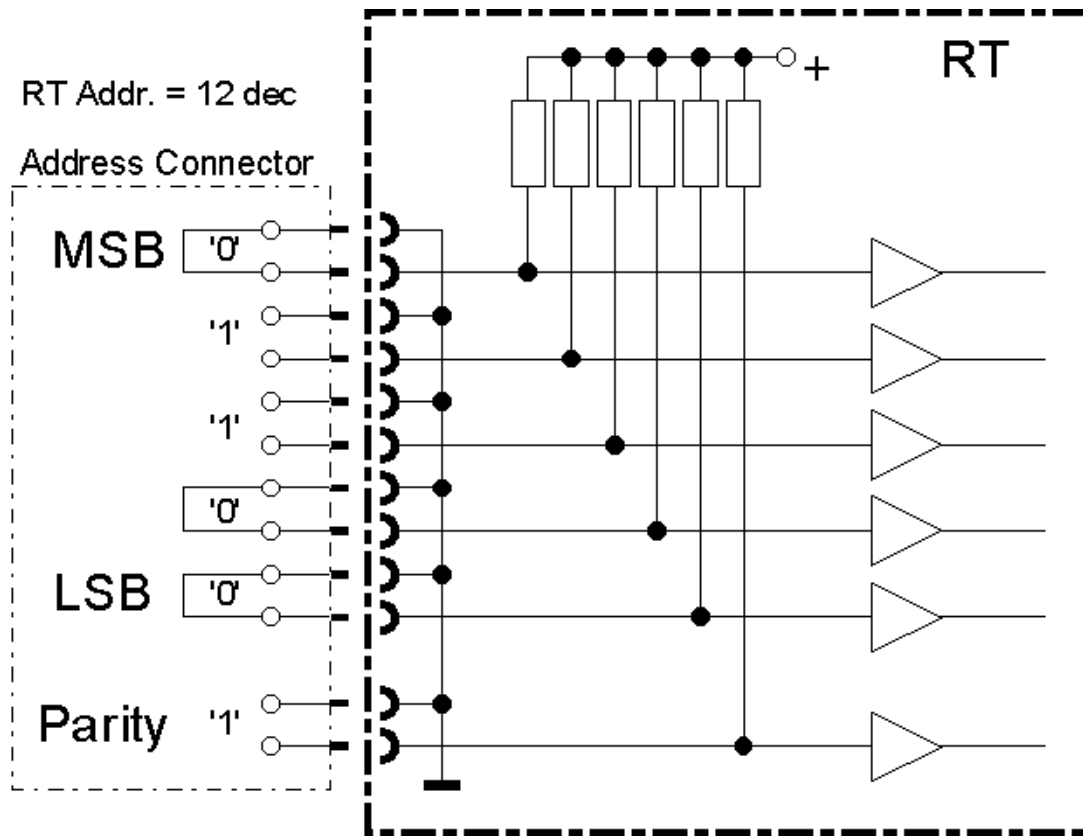 RT
+
RT Addr. = 12 dec
Address Connector
MSB '0'
'1'
'1'
'0'
LSB '0'
Parity '1'